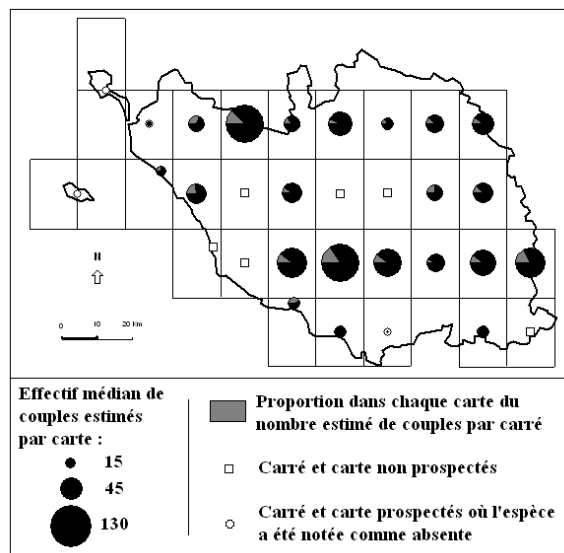 N
0 10 20 Km
Effectif médian de
couples estimés
par carte :
15
45
130
Proportion dans chaque carte du
nombre estimé de couples par carré
Carré et carte non prospectés
Carré et carte prospectés où l'espèce
a été notée comme absente